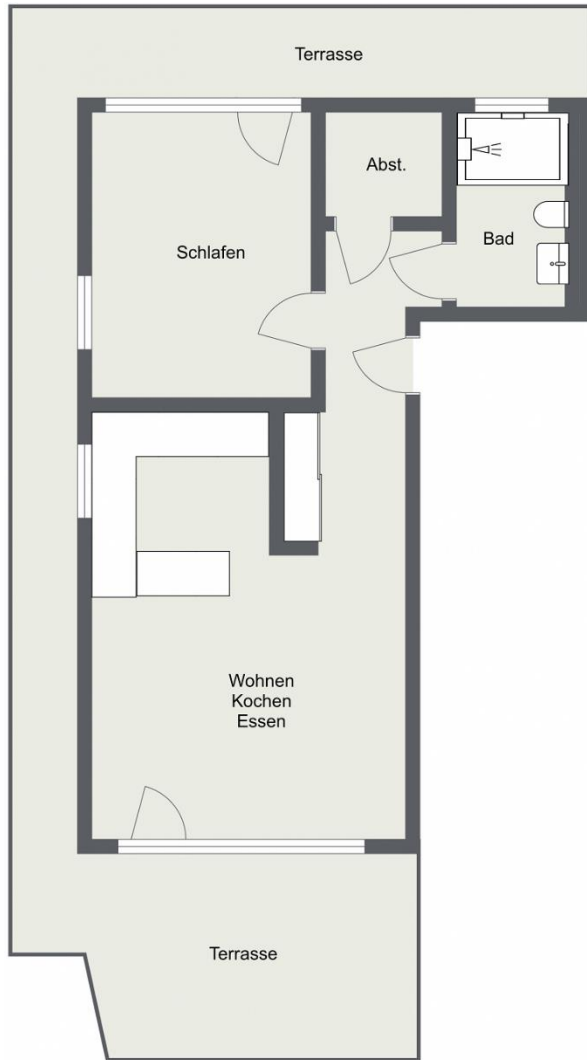 Terrasse
Abst.
Schlafen
Bad
Wohnen
Kochen
Essen
Terrasse